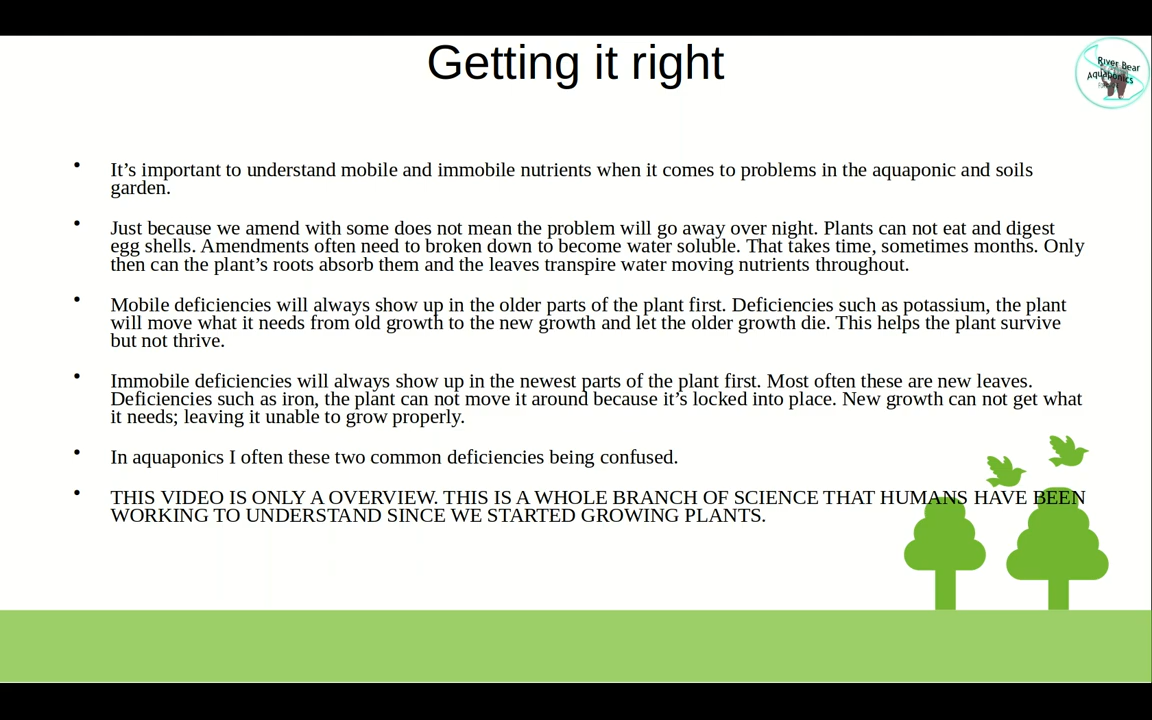 Getting it right
River Bear
Aquaponics
It’s important to understand mobile and immobile nutrients when it comes to problems in the aquaponic and soils
garden.
Just because we amend with some does not mean the problem will go away over night. Plants can not eat and digest
egg shells. Amendments often need to broken down to become water soluble. That takes time, sometimes months. Only
then can the plant’s roots absorb them and the leaves transpire water moving nutrients throughout.
Mobile deficiencies will always show up in the older parts of the plant first. Deficiencies such as potassium, the plant
will move what it needs from old growth to the new growth and let the older growth die. This helps the plant survive
but not thrive.
Immobile deficiencies will always show up in the newest parts of the plant first. Most often these are new leaves.
Deficiencies such as iron, the plant can not move it around because it’s locked into place. New growth can not get what
it needs; leaving it unable to grow properly.
In aquaponics I often these two common deficiencies being confused.
THIS VIDEO IS ONLY A OVERVIEW. THIS IS A WHOLE BRANCH OF SCIENCE THAT HUMANS HAVE BEEN
WORKING TO UNDERSTAND SINCE WE STARTED GROWING PLANTS.